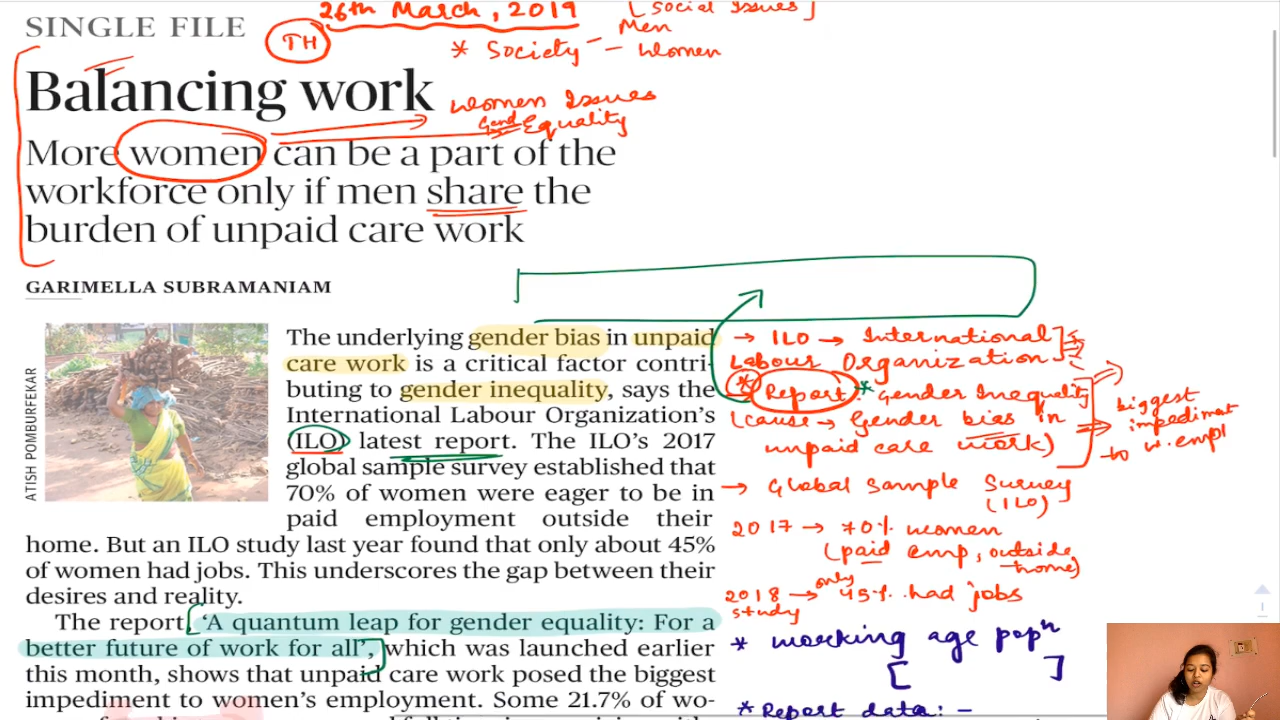 26th March, 2019 [Social Issues]
SINGLE FILE
TH
Men
* Society - Women
Balancing work
Women Issues
Equality
More women can be a part of the
workforce only if men share the
burden of unpaid care work
GARIMELLA SUBRAMANIAM
ATISH POMBURFEKAR
The underlying gender bias in unpaid
care work is a critical factor contri-
buting to gender inequality, says the
International Labour Organization's
(ILO) latest report. The ILO's 2017
global sample survey established that
70% of women were eager to be in
paid employment outside their
home. But an ILO study last year found that only about 45%
of women had jobs. This underscores the gap between their
desires and reality.
The report, 'A quantum leap for gender equality: For a
better future of work for all', which was launched earlier
this month, shows that unpaid care work posed the biggest
impediment to women's employment. Some 21.7% of wo-
→ ILO → International
Labour Organization.
* Report: * Gender Inequality
(cause → Gender bias in
unpaid care work)
biggest
impediment
to w.empl
→ Global Sample Survey
(ILO)
2017 → 70% women
(paid emp, outside
home)
2018 → only 45% had jobs
study
* working age popn
[ ]
* Report data: -